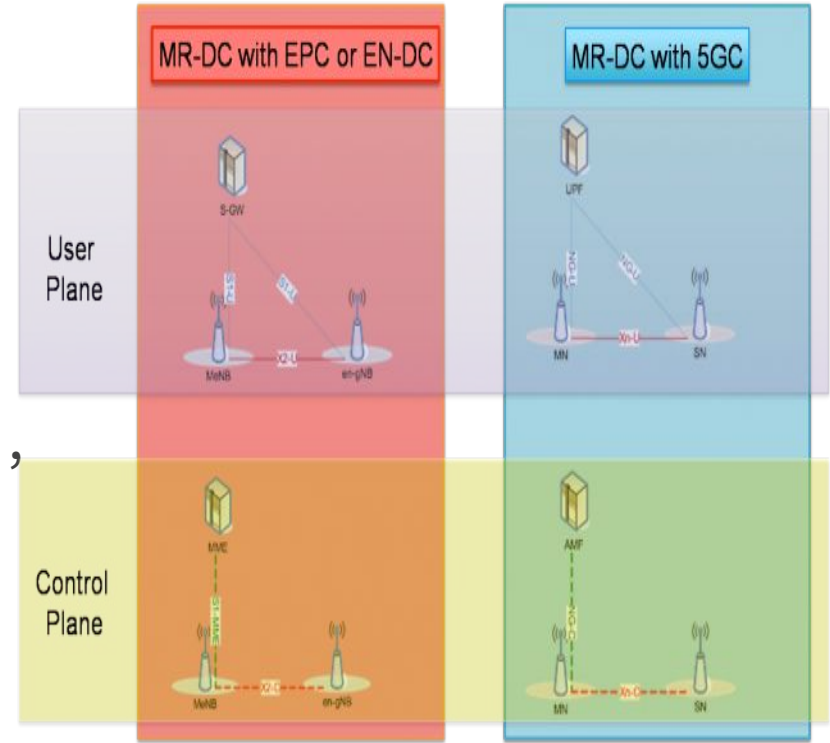 MR-DC with EPC or EN-DC
MR-DC with 5GC
User
Plane
S-GW
S1-U
S1-U
MeNB
X2-U
en-gNB
UPF
NG-U
NG-U
MN
Xn-U
SN
,
Control
Plane
MME
S1-MME
MeNB
X2-C
en-gNB
AMF
NG-C
MN
Xn-C
SN